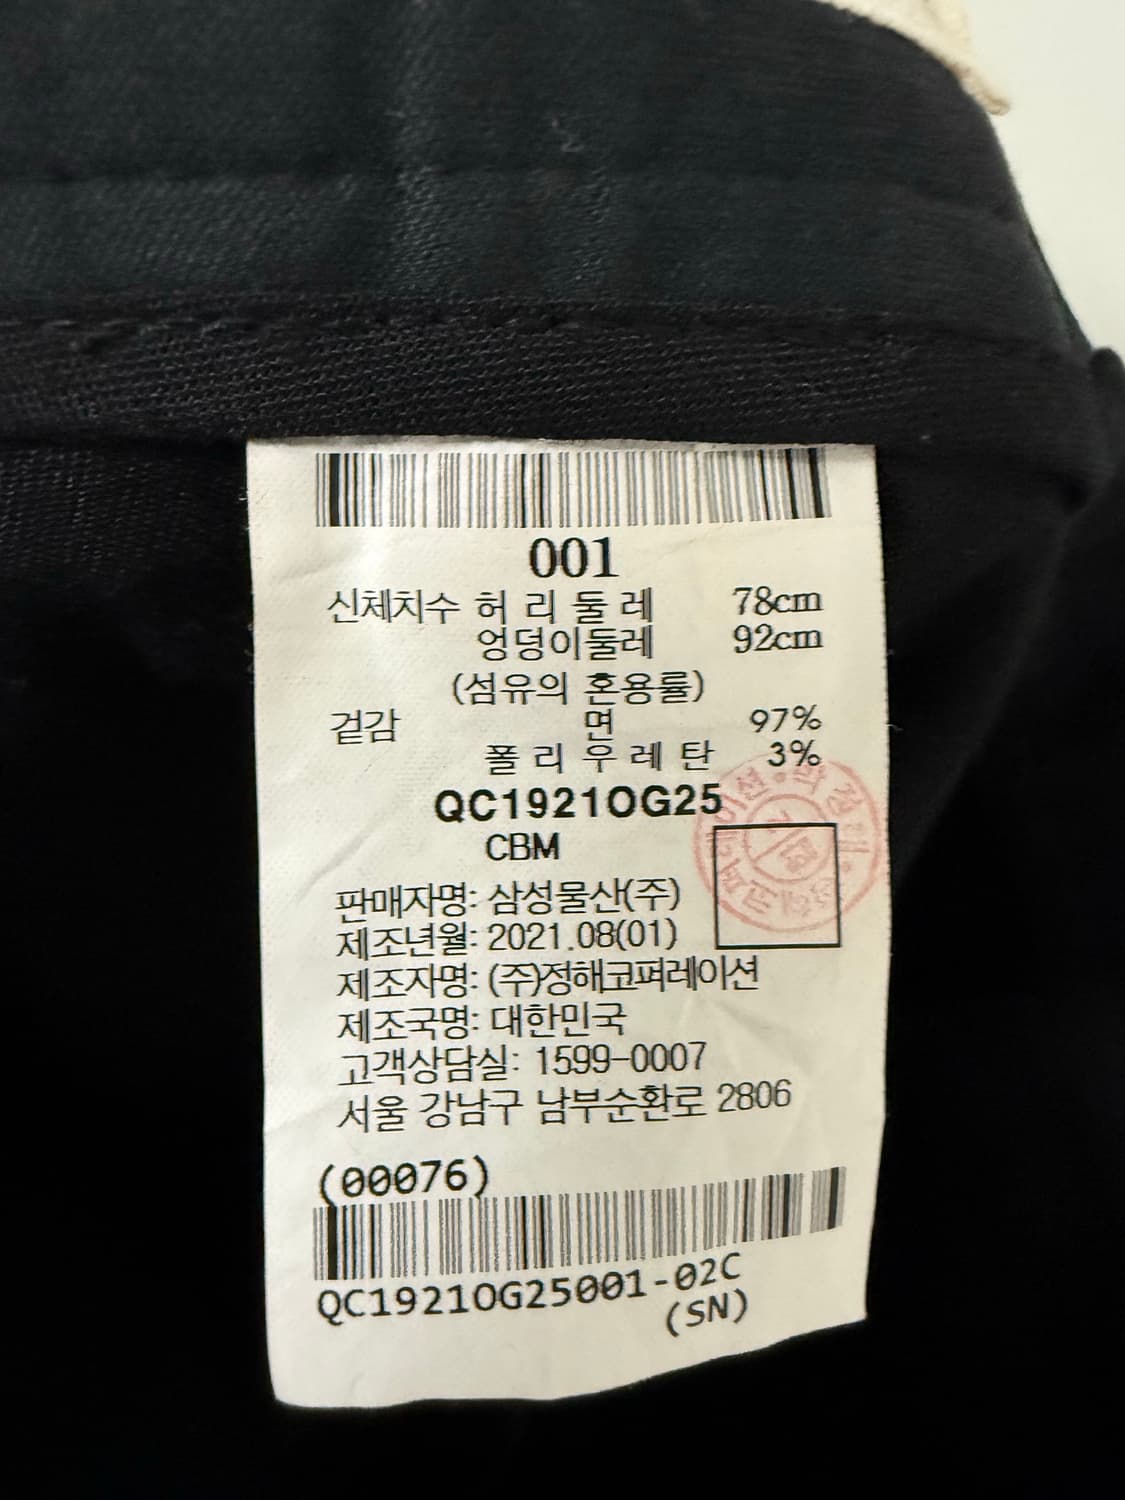 001
신체치수 허리둘레 78cm
엉덩이둘레 92cm
(섬유의 혼용률)
겉감 면 97%
폴리우레탄 3%
QC1921OG25
CBM
판매자명: 삼성물산(주)
제조년월: 2021.08(01)
제조자명: (주)정해코퍼레이션
제조국명: 대한민국
고객상담실: 1599-0007
서울 강남구 남부순환로 2806
(00076)
QC1921OG25001-02C
(SN)